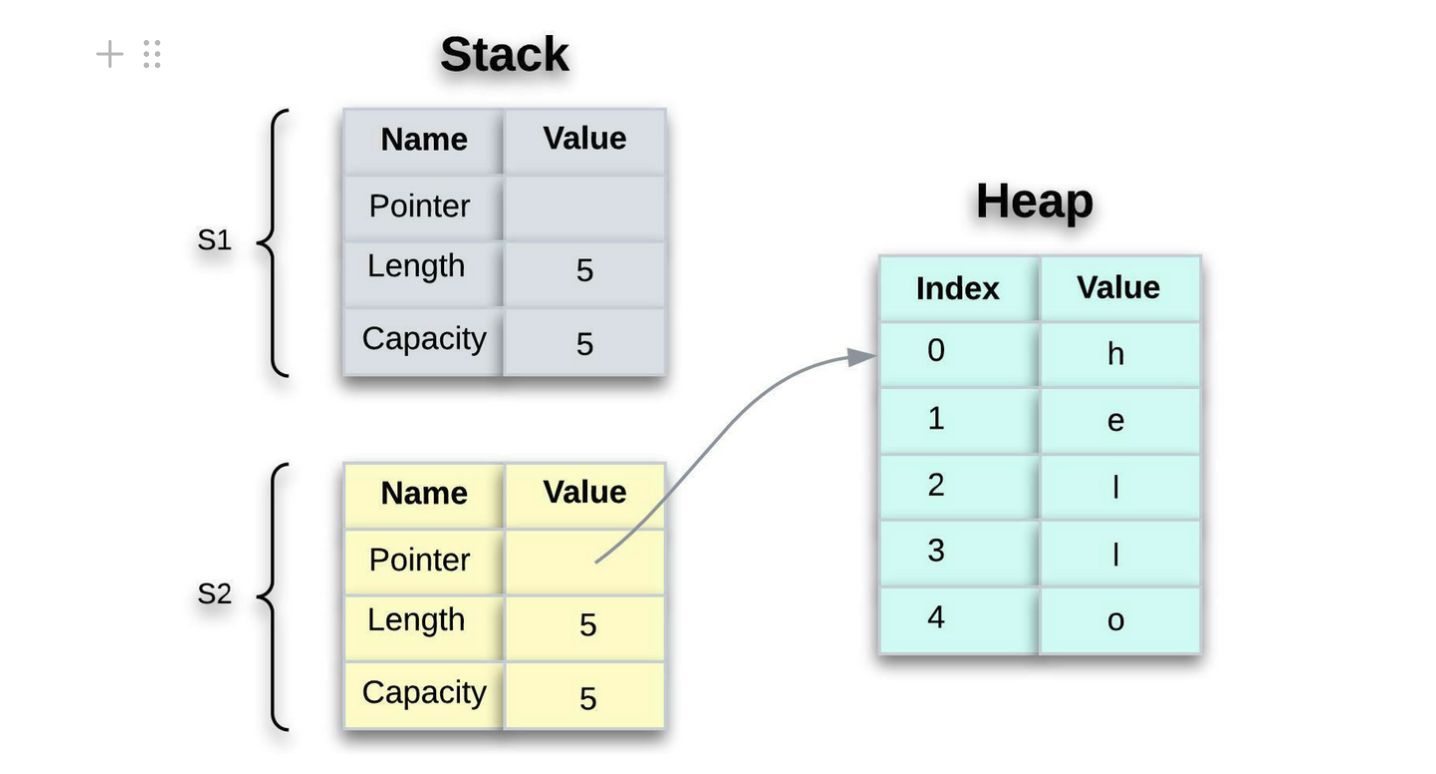 Stack
S1
Name Value
Pointer
Length 5
Capacity 5
S2
Name Value
Pointer
Length 5
Capacity 5
Heap
Index Value
0 h
1 e
2 l
3 l
4 o